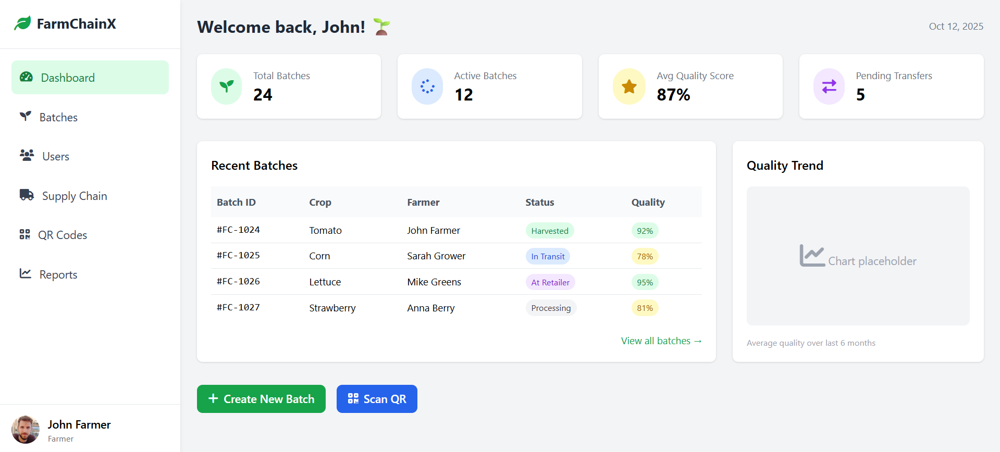 FarmChainX
Dashboard
Batches
Users
Supply Chain
QR Codes
Reports
John Farmer
Farmer
Welcome back, John!
Oct 12, 2025
Total Batches
24
Active Batches
12
Avg Quality Score
87%
Pending Transfers
5
Recent Batches
Batch ID Crop Farmer Status Quality
#FC-1024 Tomato John Farmer Harvested 92%
#FC-1025 Corn Sarah Grower In Transit 78%
#FC-1026 Lettuce Mike Greens At Retailer 95%
#FC-1027 Strawberry Anna Berry Processing 81%
View all batches →
Quality Trend
Chart placeholder
Average quality over last 6 months
Create New Batch
Scan QR